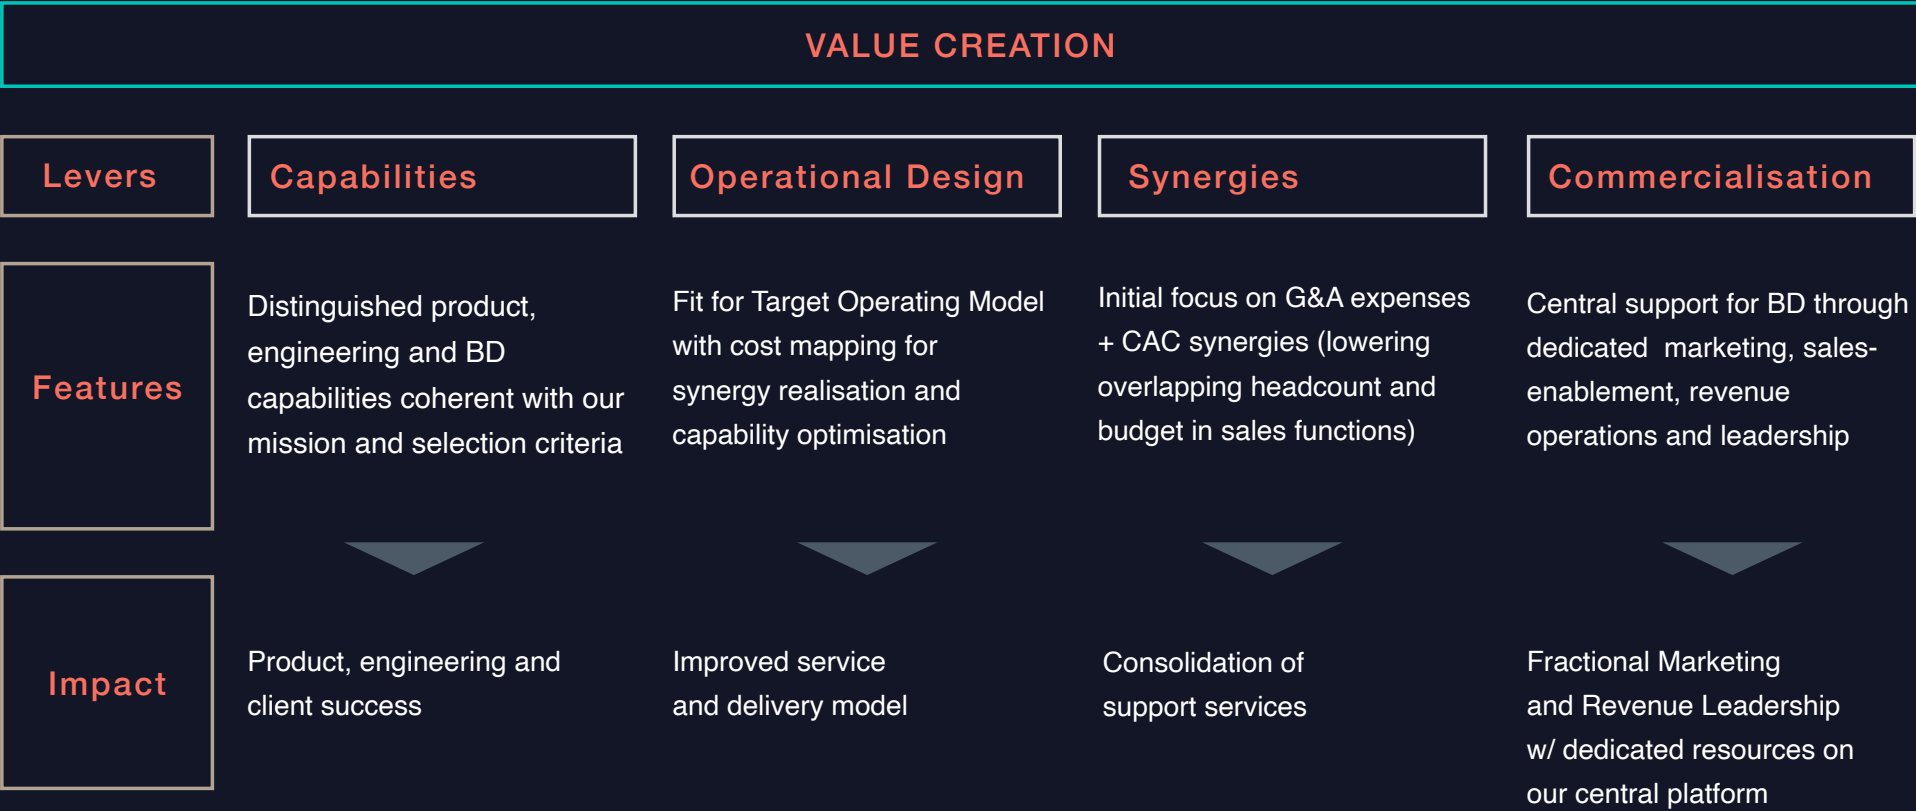 VALUE CREATION
Levers
Capabilities
Operational Design
Synergies
Commercialisation
Features
Distinguished product,
engineering and BD
capabilities coherent with our
mission and selection criteria
Fit for Target Operating Model
with cost mapping for
synergy realisation and
capability optimisation
Initial focus on G&A expenses
+ CAC synergies (lowering
overlapping headcount and
budget in sales functions)
Central support for BD through
dedicated  marketing, sales-
enablement, revenue
operations and leadership
Impact
Product, engineering and
client success
Improved service
and delivery model
Consolidation of
support services
Fractional Marketing
and Revenue Leadership
w/ dedicated resources on
our central platform